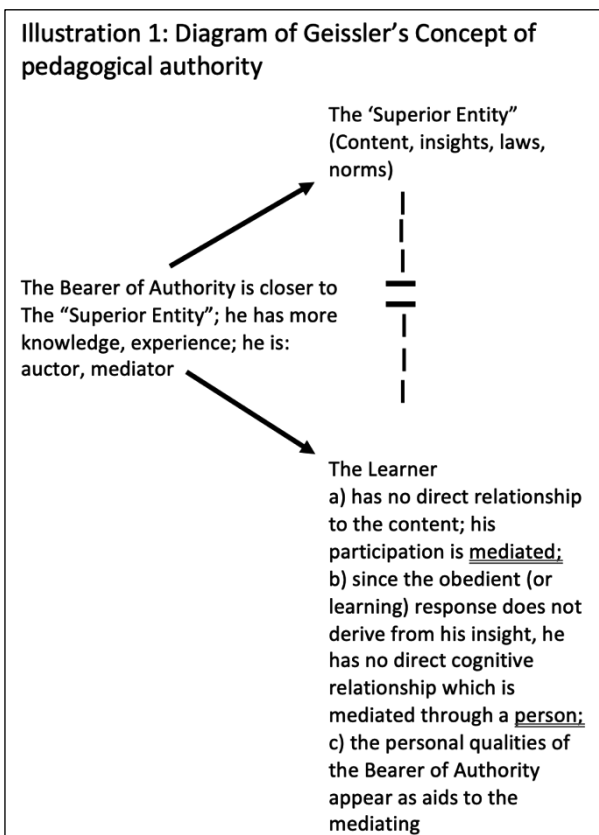 Illustration 1: Diagram of Geissler’s Concept of
pedagogical authority
The ‘Superior Entity”
(Content, insights, laws,
norms)
The Bearer of Authority is closer to
The “Superior Entity”; he has more
knowledge, experience; he is:
auctor, mediator
The Learner
a) has no direct relationship
to the content; his
participation is mediated;
b) since the obedient (or
learning) response does not
derive from his insight, he
has no direct cognitive
relationship which is
mediated through a person;
c) the personal qualities of
the Bearer of Authority
appear as aids to the
mediating